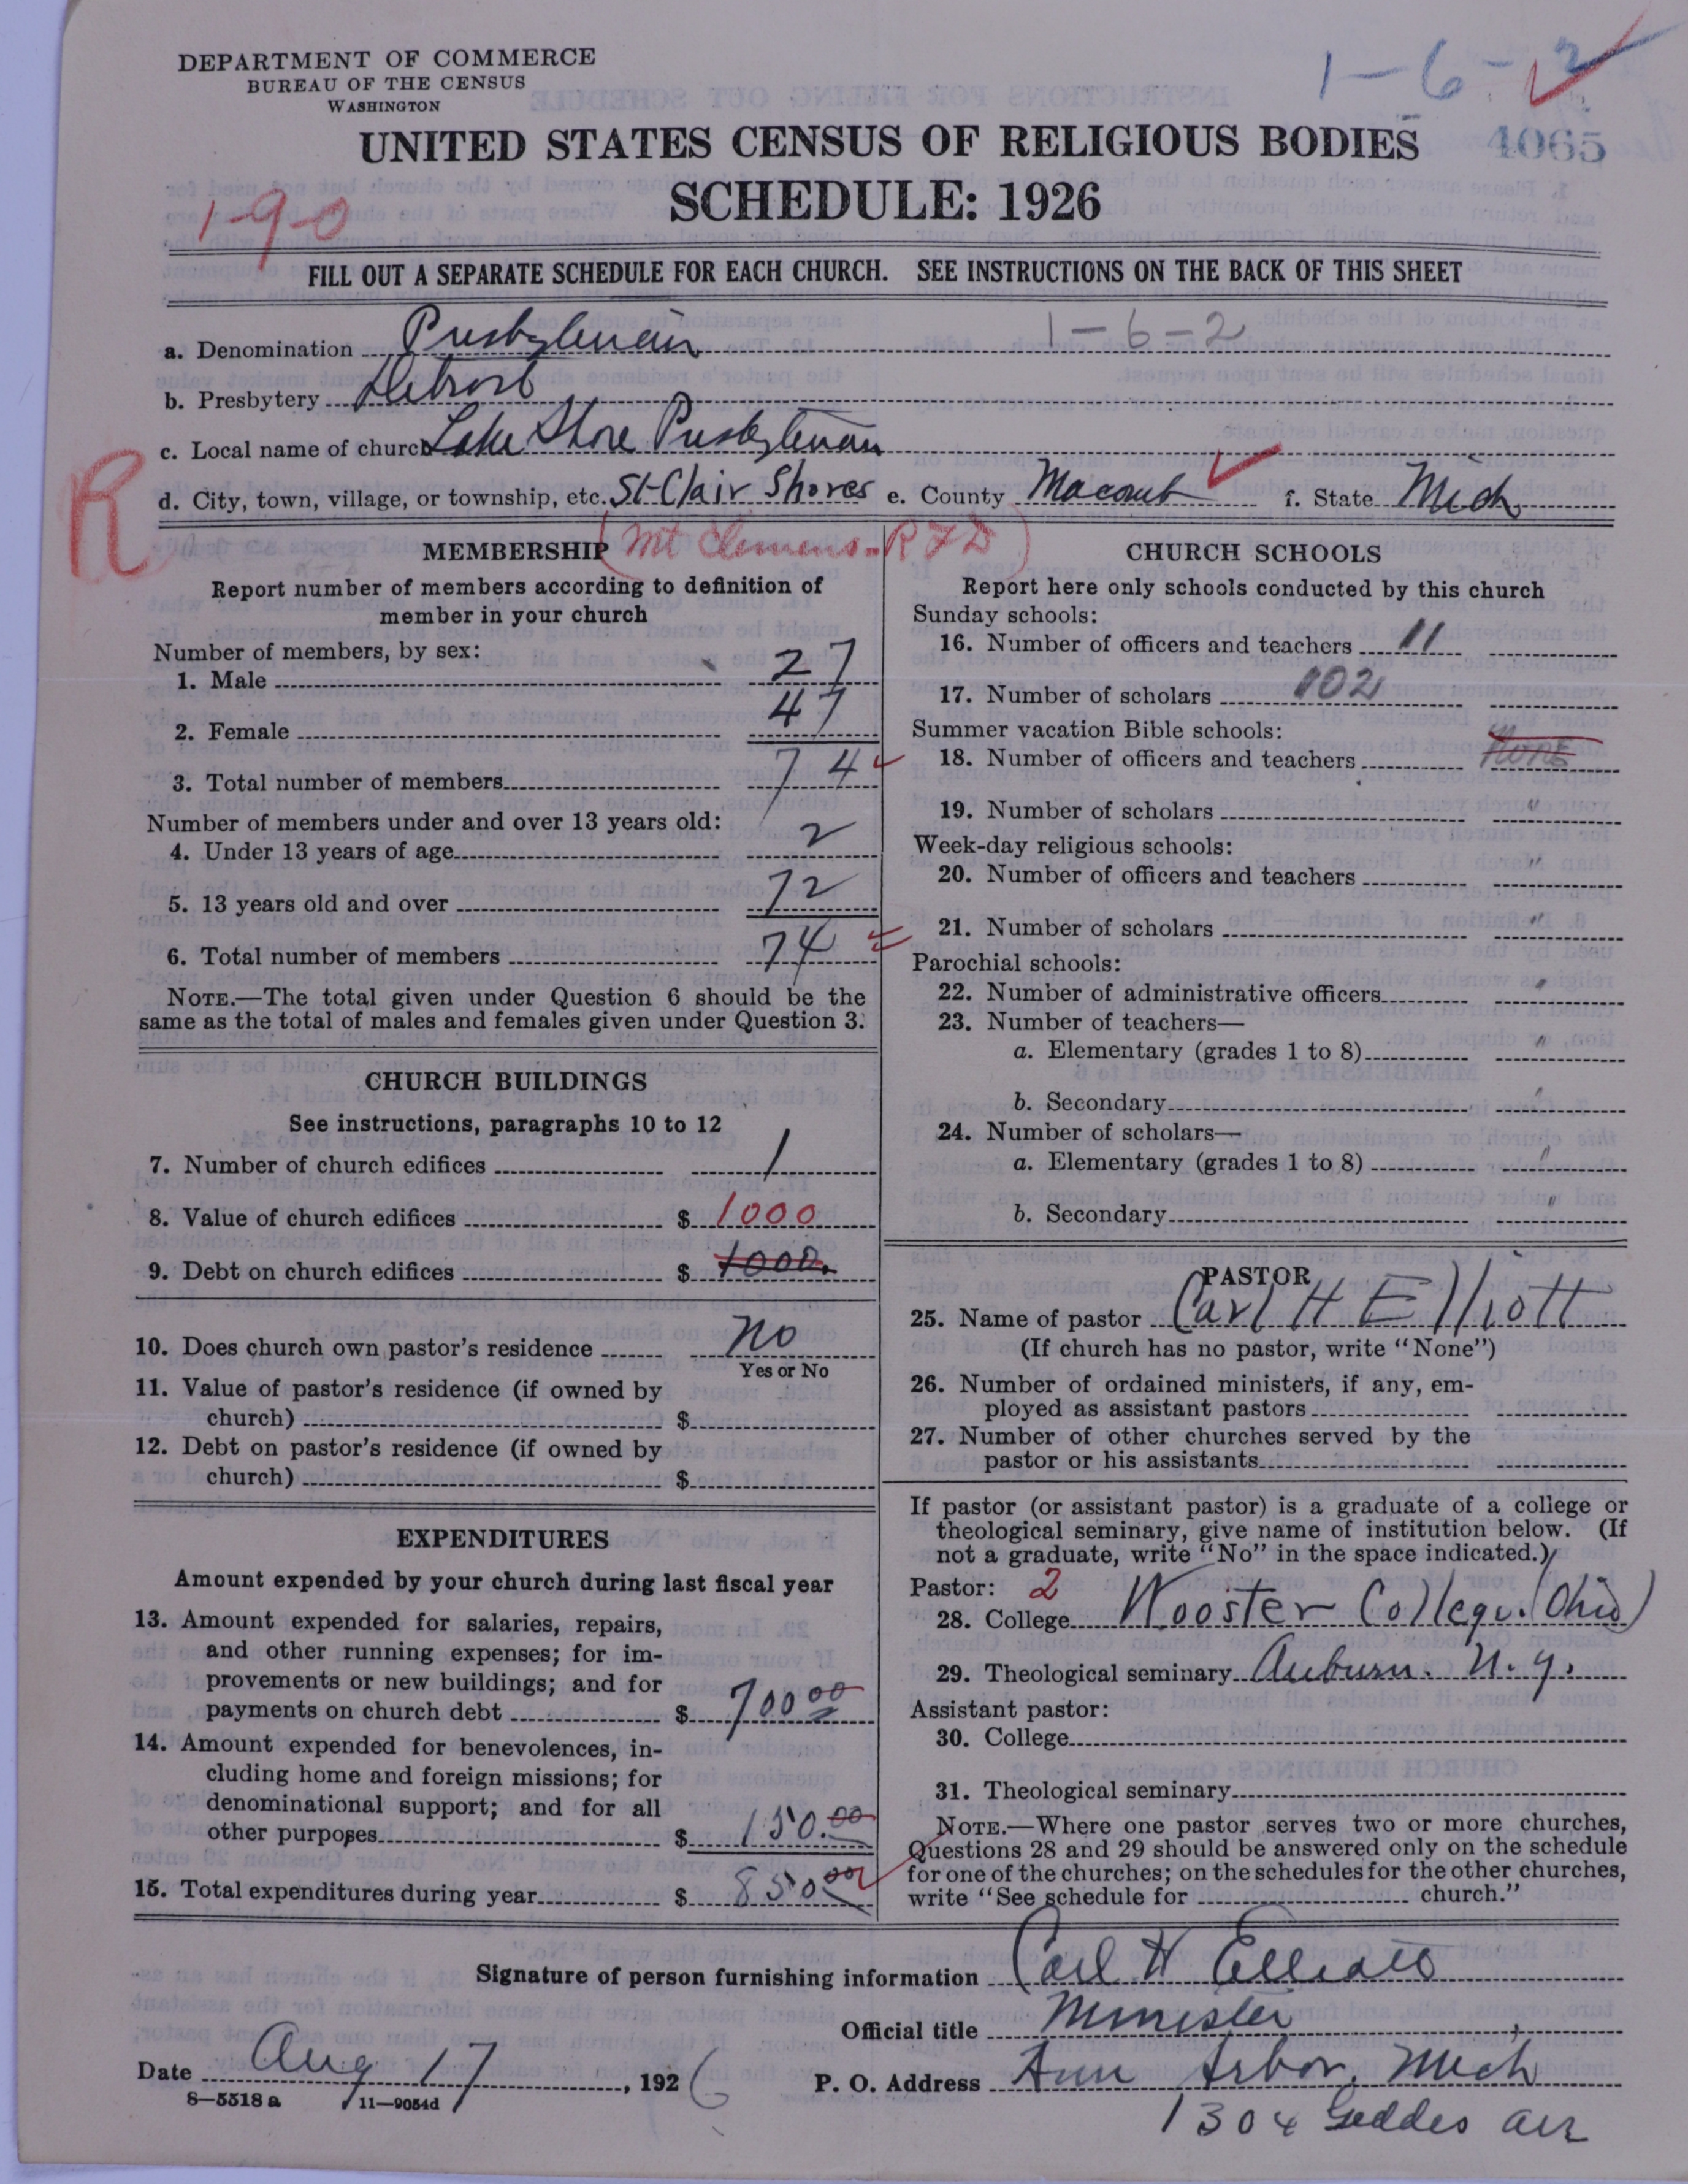 DEPARTMENT OF COMMERCE
BUREAU OF THE CENSUS
WASHINGTON
1-6-2
4065
UNITED STATES CENSUS OF RELIGIOUS BODIES
SCHEDULE: 1926
1-9-0
FILL OUT A SEPARATE SCHEDULE FOR EACH CHURCH. SEE INSTRUCTIONS ON THE BACK OF THIS SHEET
a. Denomination Presbyterian 1-6-2
b. Presbytery Detroit
c. Local name of church Lake Shore Presbyterian
d. City, town, village, or township, etc. St-Clair Shores e. County Macomb f. State Mich
R
(Mt Clemens-RFD)
MEMBERSHIP
Report number of members according to definition of
member in your church
Number of members, by sex:
1. Male 27
2. Female 47
3. Total number of members 74
Number of members under and over 13 years old:
4. Under 13 years of age 2
5. 13 years old and over 72
6. Total number of members 74
NOTE.—The total given under Question 6 should be the
same as the total of males and females given under Question 3.
CHURCH BUILDINGS
See instructions, paragraphs 10 to 12
7. Number of church edifices 1
8. Value of church edifices $ 1000
9. Debt on church edifices $ 1000.
10. Does church own pastor's residence No
Yes or No
11. Value of pastor's residence (if owned by
church) $
12. Debt on pastor's residence (if owned by
church) $
EXPENDITURES
Amount expended by your church during last fiscal year
13. Amount expended for salaries, repairs,
and other running expenses; for im-
provements or new buildings; and for
payments on church debt $ 700 00
14. Amount expended for benevolences, in-
cluding home and foreign missions; for
denominational support; and for all
other purposes $ 150.00
15. Total expenditures during year $ 850.00
CHURCH SCHOOLS
Report here only schools conducted by this church
Sunday schools:
16. Number of officers and teachers 11
17. Number of scholars 102
Summer vacation Bible schools:
18. Number of officers and teachers None
19. Number of scholars "
Week-day religious schools:
20. Number of officers and teachers "
21. Number of scholars "
Parochial schools:
22. Number of administrative officers "
23. Number of teachers—
a. Elementary (grades 1 to 8) "
b. Secondary "
24. Number of scholars—
a. Elementary (grades 1 to 8) "
b. Secondary "
PASTOR
25. Name of pastor Carl H Elliott
(If church has no pastor, write "None")
26. Number of ordained ministers, if any, em-
ployed as assistant pastors
27. Number of other churches served by the
pastor or his assistants
If pastor (or assistant pastor) is a graduate of a college or
theological seminary, give name of institution below. (If
not a graduate, write "No" in the space indicated.)
Pastor: 2
28. College Wooster College. (Ohio)
29. Theological seminary Auburn. N.Y.
Assistant pastor:
30. College
31. Theological seminary
NOTE.—Where one pastor serves two or more churches,
Questions 28 and 29 should be answered only on the schedule
for one of the churches; on the schedules for the other churches,
write "See schedule for church."
Signature of person furnishing information Carl H Elliott
Official title Minister
Date Aug 17, 1926
P. O. Address Ann Arbor, Mich
1304 Geddes Ave
8—5518a 11—9054d